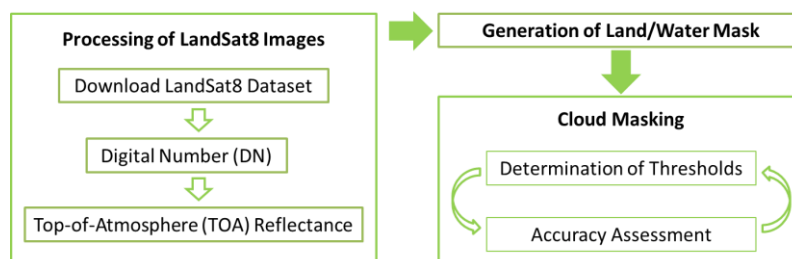 Processing of LandSat8 Images
Download LandSat8 Dataset
Digital Number (DN)
Top-of-Atmosphere (TOA) Reflectance
Generation of Land/Water Mask
Cloud Masking
Determination of Thresholds
Accuracy Assessment